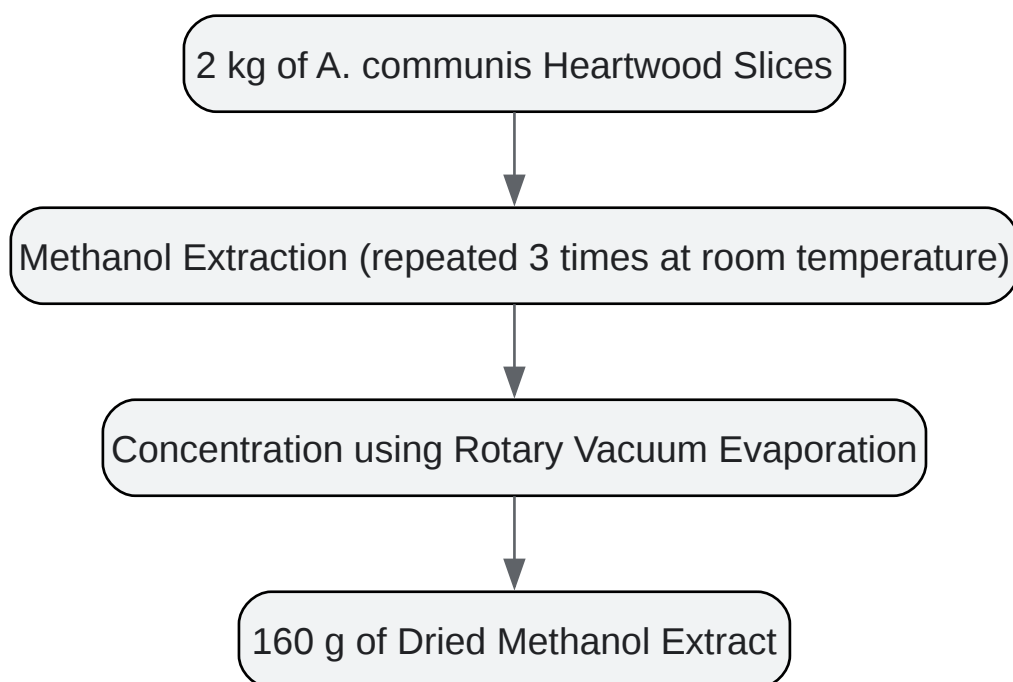 2 kg of A. communis Heartwood Slices
Methanol Extraction (repeated 3 times at room temperature)
Concentration using Rotary Vacuum Evaporation
160 g of Dried Methanol Extract